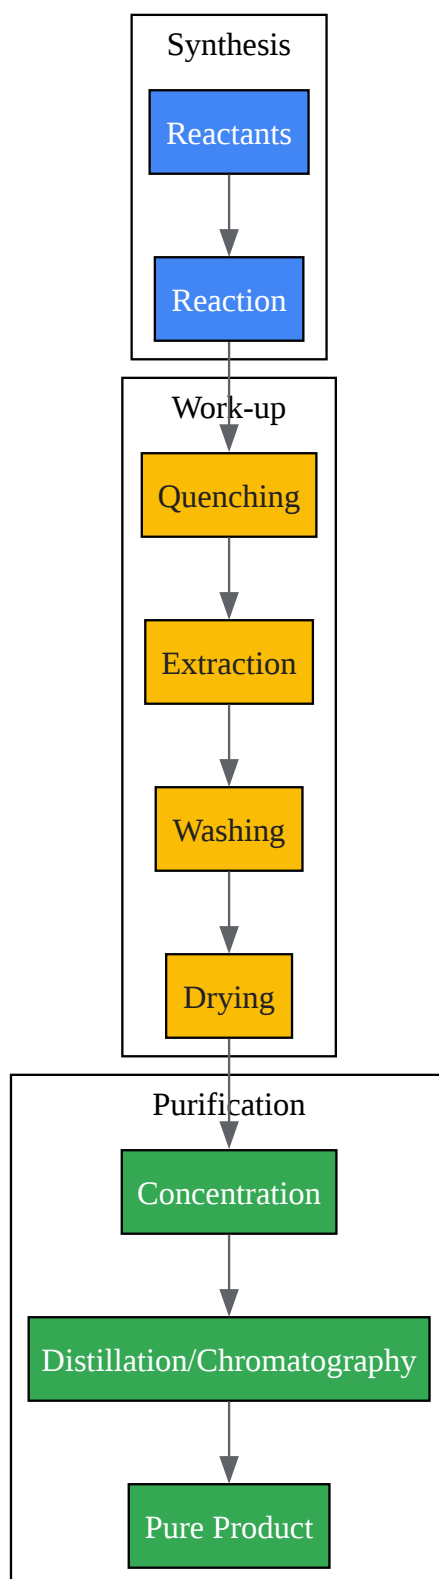 Synthesis
Reactants
Reaction
Work-up
Quenching
Extraction
Washing
Drying
Purification
Concentration
Distillation/Chromatography
Pure Product